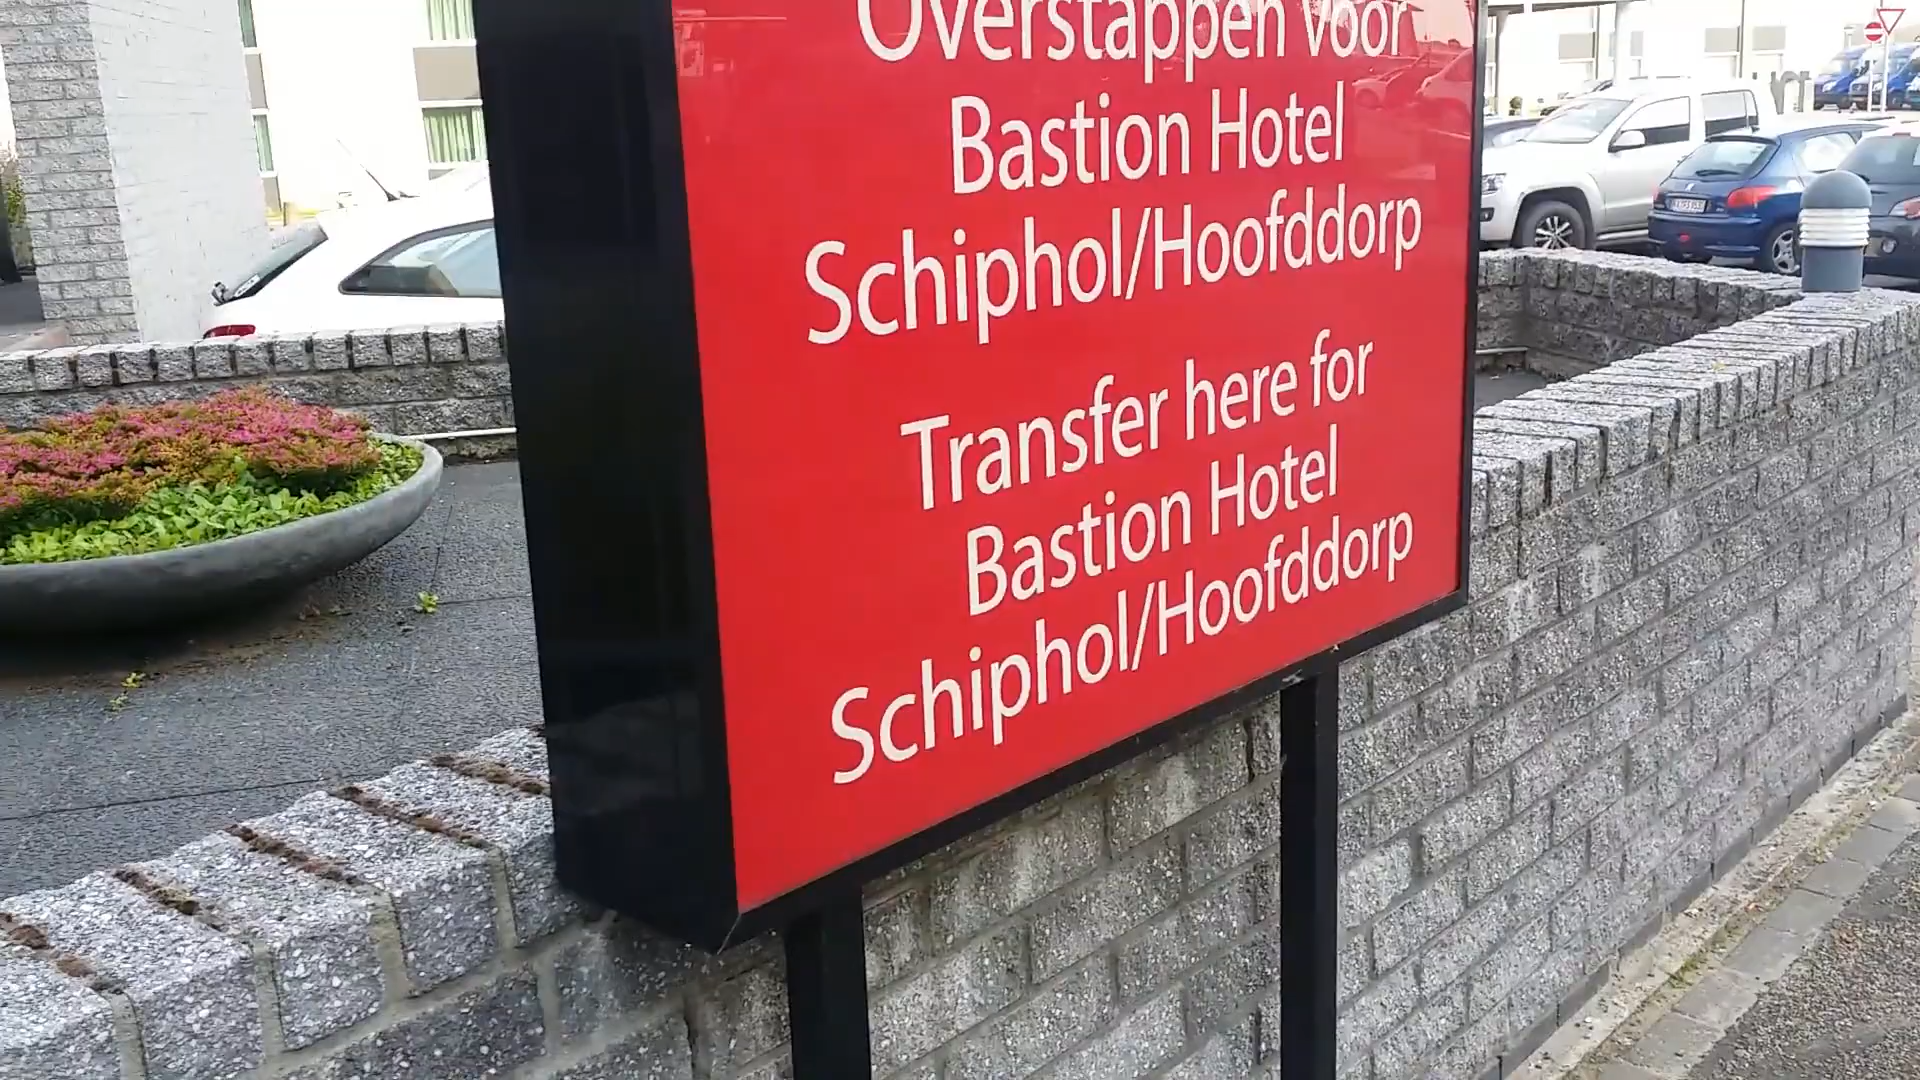 Overstappen voor
Bastion Hotel
Schiphol/Hoofddorp
Transfer here for
Bastion Hotel
Schiphol/Hoofddorp